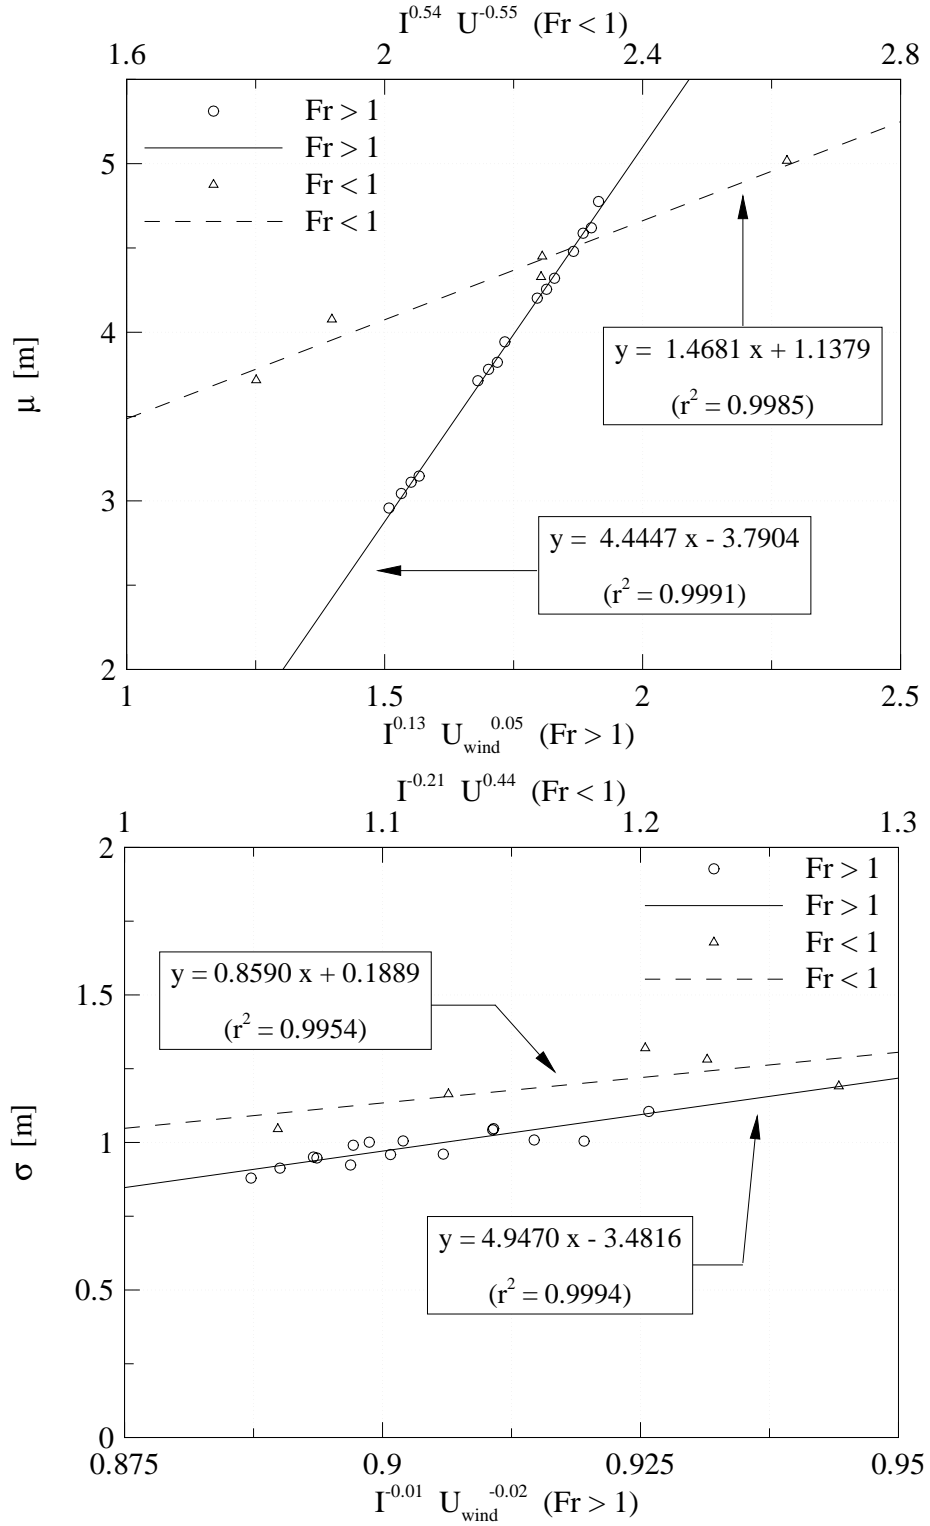 I^0.54 U^-0.55 (Fr < 1)
1.6 2 2.4 2.8
Fr > 1
Fr > 1
Fr < 1
Fr < 1
5
4
3
2
μ [m]
y = 1.4681 x + 1.1379
(r^2 = 0.9985)
y = 4.4447 x - 3.7904
(r^2 = 0.9991)
1 1.5 2 2.5
I^0.13 U_wind^0.05 (Fr > 1)
I^-0.21 U^0.44 (Fr < 1)
1 1.1 1.2 1.3
Fr > 1
Fr > 1
Fr < 1
Fr < 1
2
1.5
1
0.5
0
σ [m]
y = 0.8590 x + 0.1889
(r^2 = 0.9954)
y = 4.9470 x - 3.4816
(r^2 = 0.9994)
0.875 0.9 0.925 0.95
I^-0.01 U_wind^-0.02 (Fr > 1)